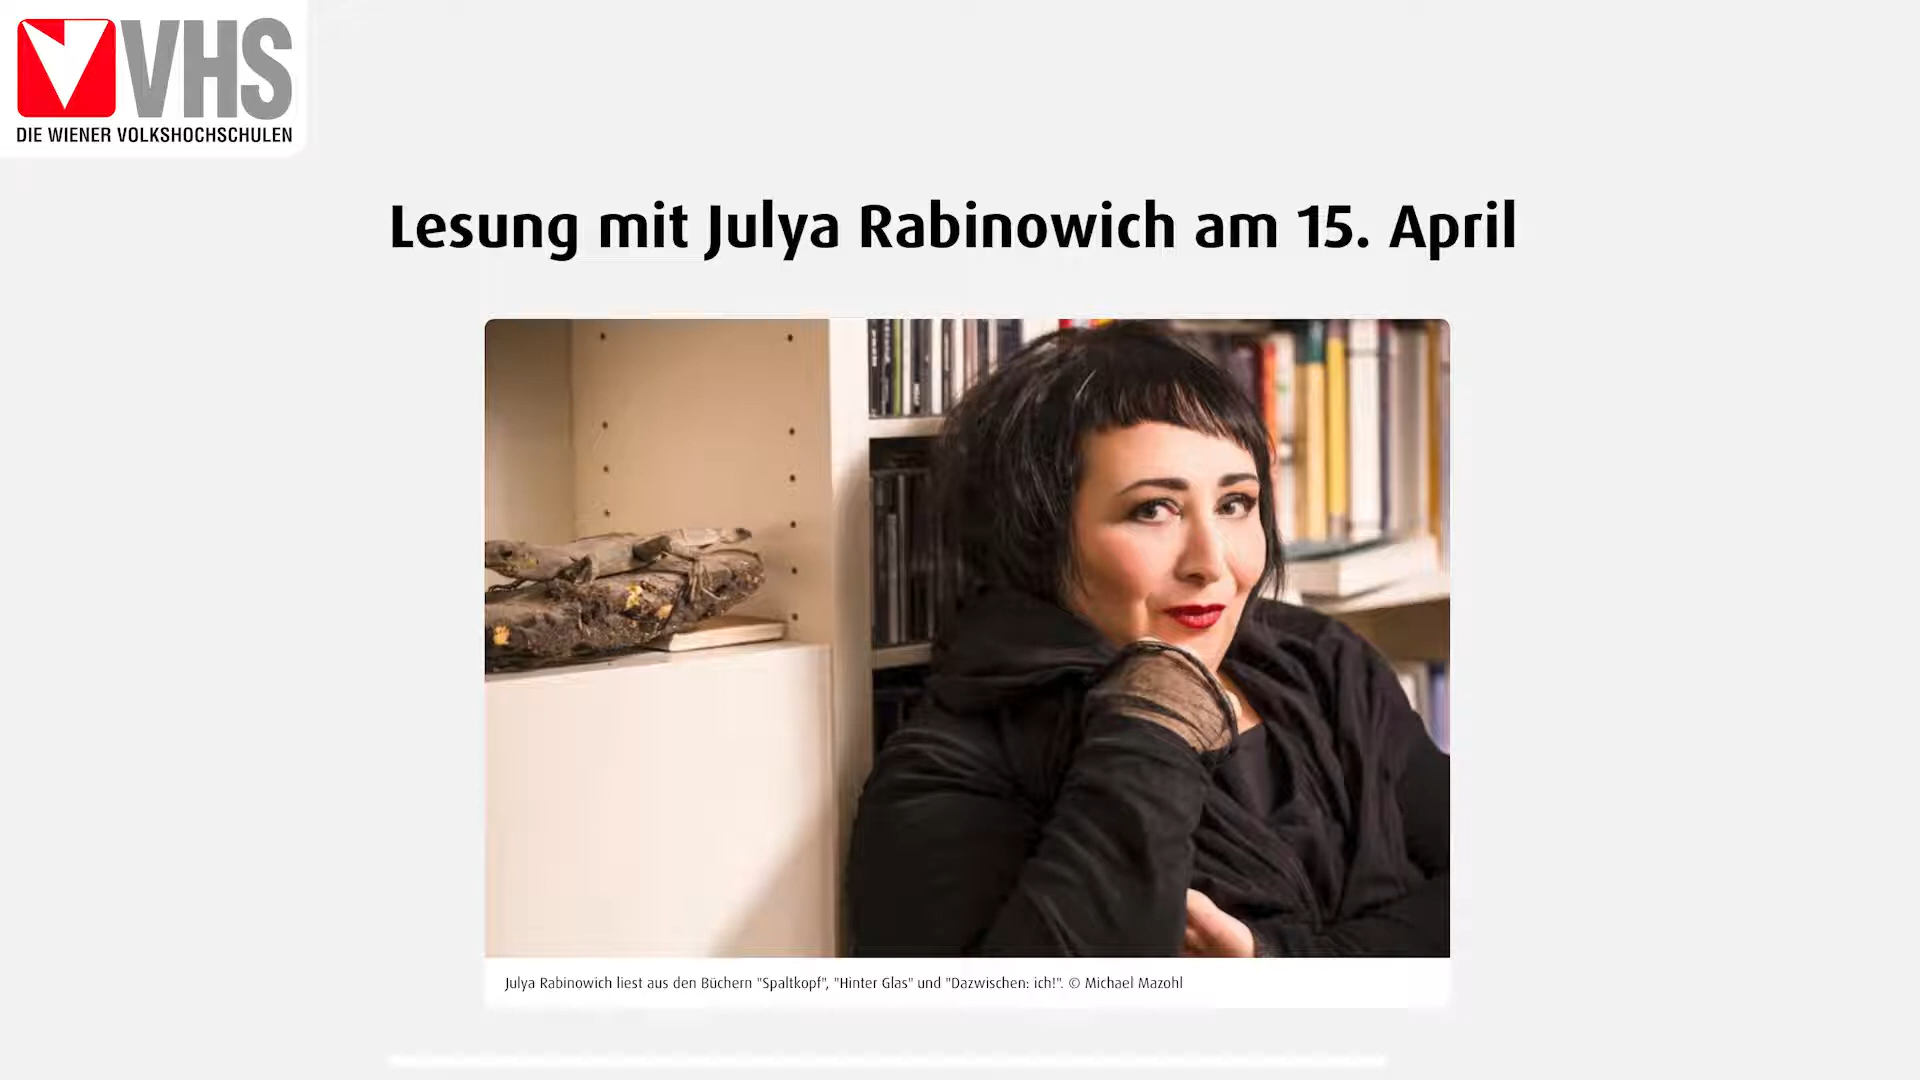 VHS
DIE WIENER VOLKSHOCHSCHULEN
Lesung mit Julya Rabinowich am 15. April
Julya Rabinowich liest aus den Büchern "Spaltkopf", "Hinter Glas" und "Dazwischen: ich!". © Michael Mazohl